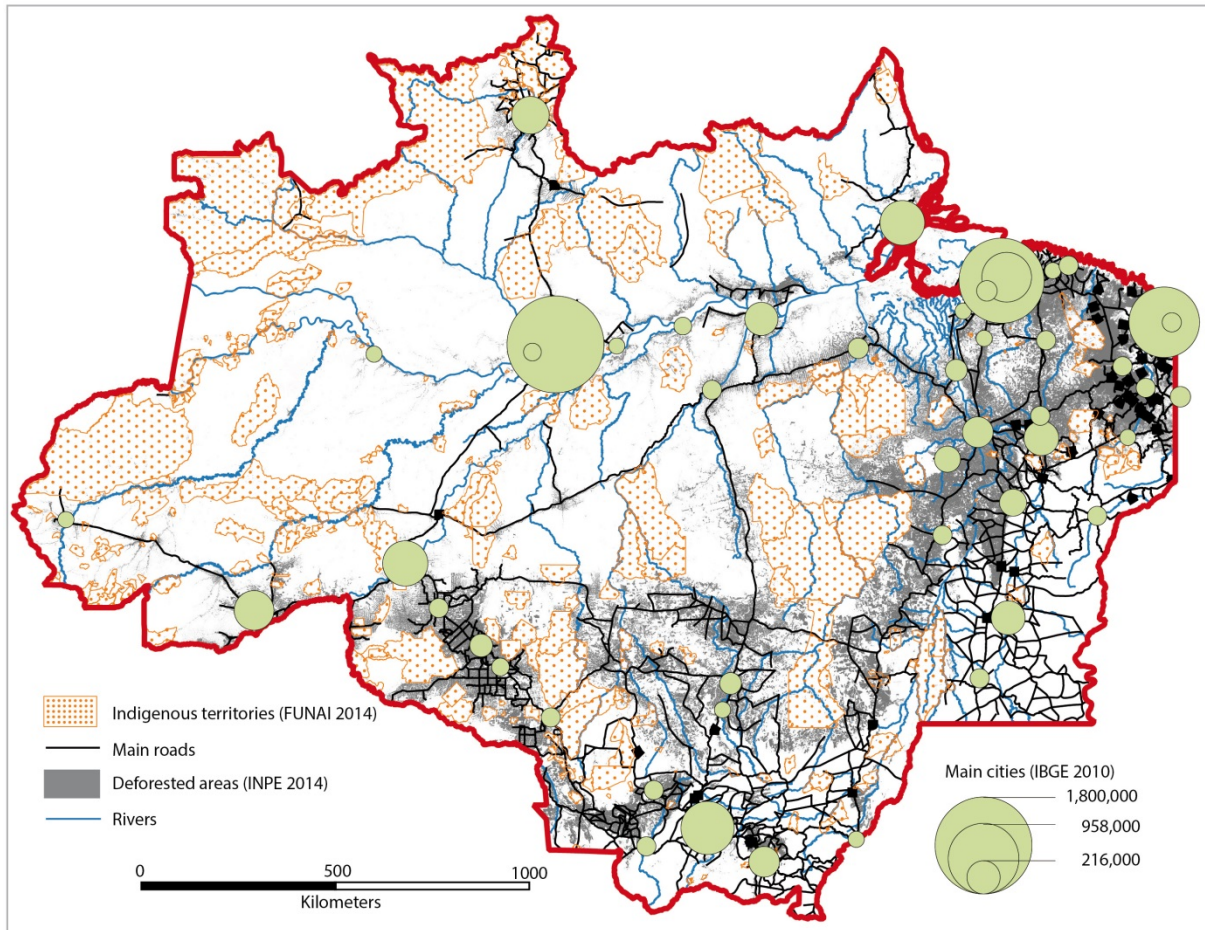 Indigenous territories (FUNAI 2014)
Main roads
Deforested areas (INPE 2014)
Rivers
0 500 1000
Kilometers
Main cities (IBGE 2010)
1,800,000
958,000
216,000